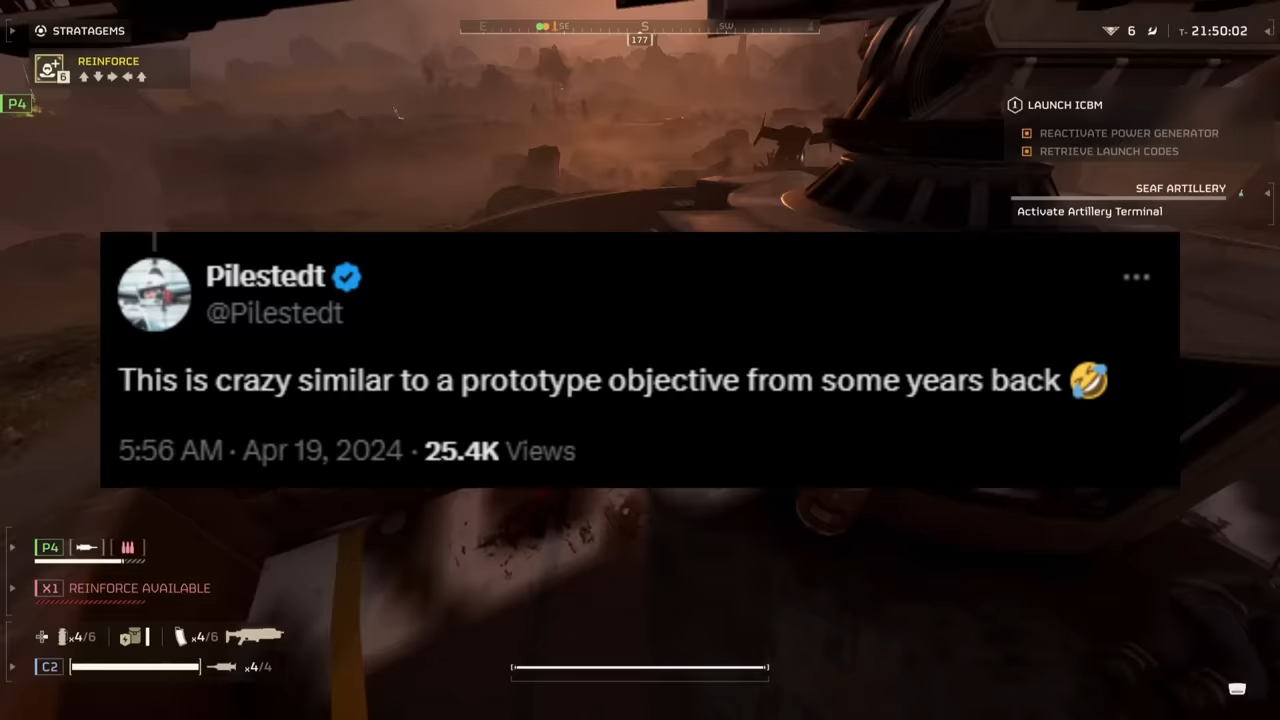 STRATAGEMS
E SE S SW
177
6 T- 21:50:02
REINFORCE
6
P4
LAUNCH ICBM
REACTIVATE POWER GENERATOR
RETRIEVE LAUNCH CODES
SEAF ARTILLERY
Activate Artillery Terminal
Pilestedt
@Pilestedt
This is crazy similar to a prototype objective from some years back 🤣
5:56 AM · Apr 19, 2024 · 25.4K Views
P4
X1 REINFORCE AVAILABLE
x4/6 x4/6
C2 x4/4